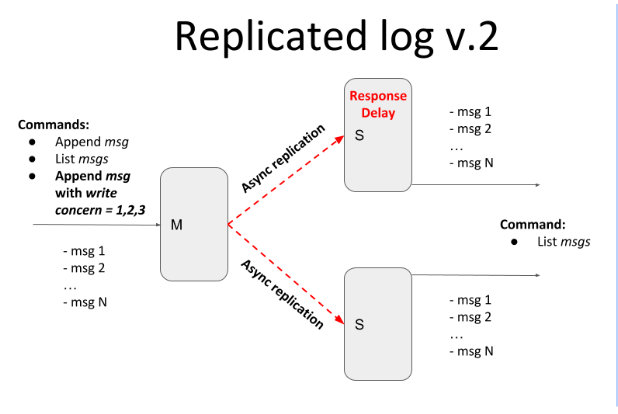 Replicated log v.2
Commands:
● Append msg
● List msgs
● Append msg
with write
concern = 1,2,3
M
- msg 1
- msg 2
...
- msg N
Async replication
Async replication
Response
Delay
S
- msg 1
- msg 2
...
- msg N
Command:
● List msgs
S
- msg 1
- msg 2
...
- msg N